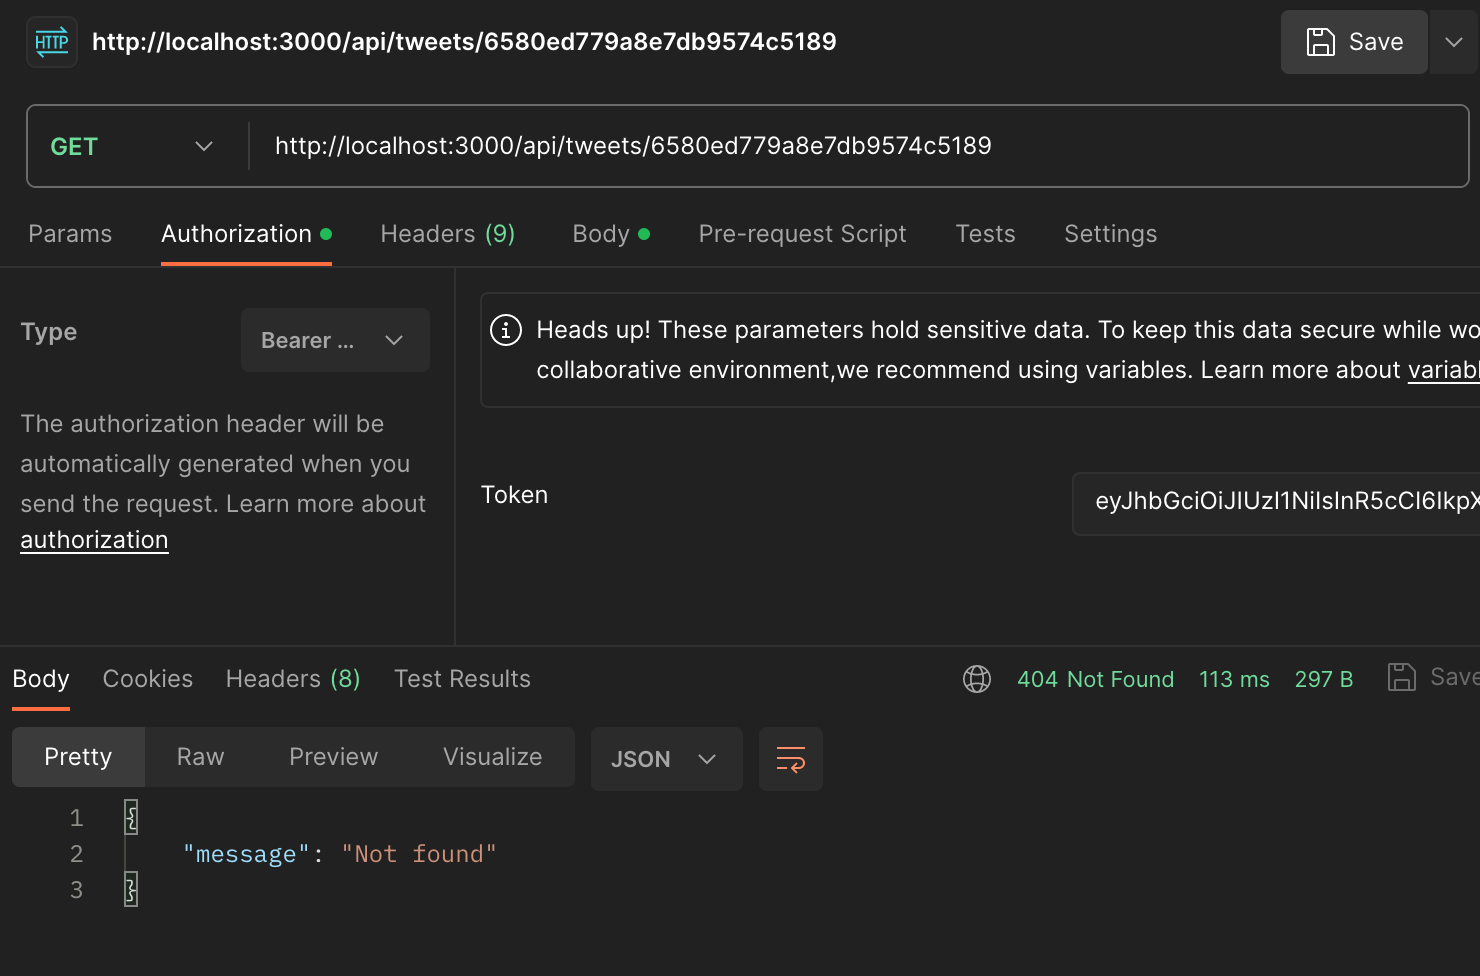 HTTP http://localhost:3000/api/tweets/6580ed779a8e7db9574c5189 Save
GET http://localhost:3000/api/tweets/6580ed779a8e7db9574c5189
Params Authorization Headers (9) Body Pre-request Script Tests Settings
Type Bearer ...
The authorization header will be
automatically generated when you
send the request. Learn more about
authorization
Heads up! These parameters hold sensitive data. To keep this data secure while wo
collaborative environment,we recommend using variables. Learn more about variabl
Token eyJhbGciOiJIUzI1NiIsInR5cCI6IkpX
Body Cookies Headers (8) Test Results 404 Not Found 113 ms 297 B Save
Pretty Raw Preview Visualize JSON
1 {
2 "message": "Not found"
3 }